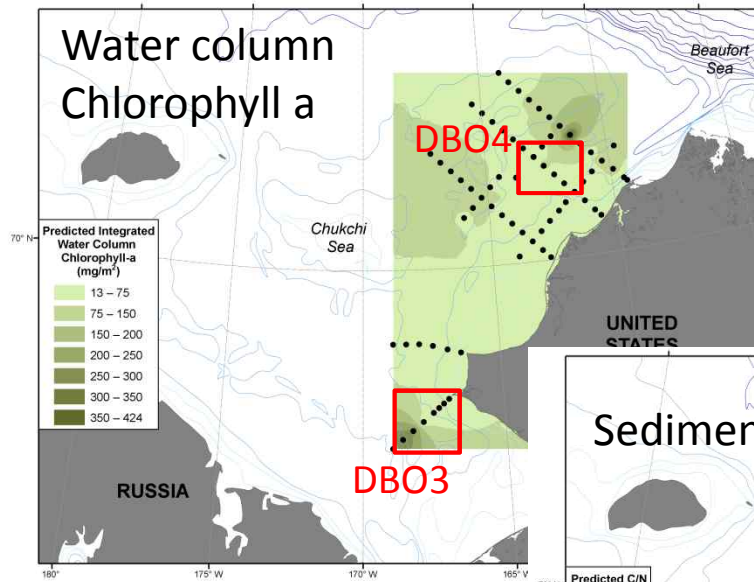 Water column
Chlorophyll a
Beaufort
Sea
DBO4
70° N
Chukchi
Sea
Predicted Integrated
Water Column
Chlorophyll-a
(mg/m²)
13 – 75
75 – 150
150 – 200
200 – 250
250 – 300
300 – 350
350 – 424
UNITED
STATES
DBO3
RUSSIA
Sedimen
Predicted C/N
180°
175° W
170° W